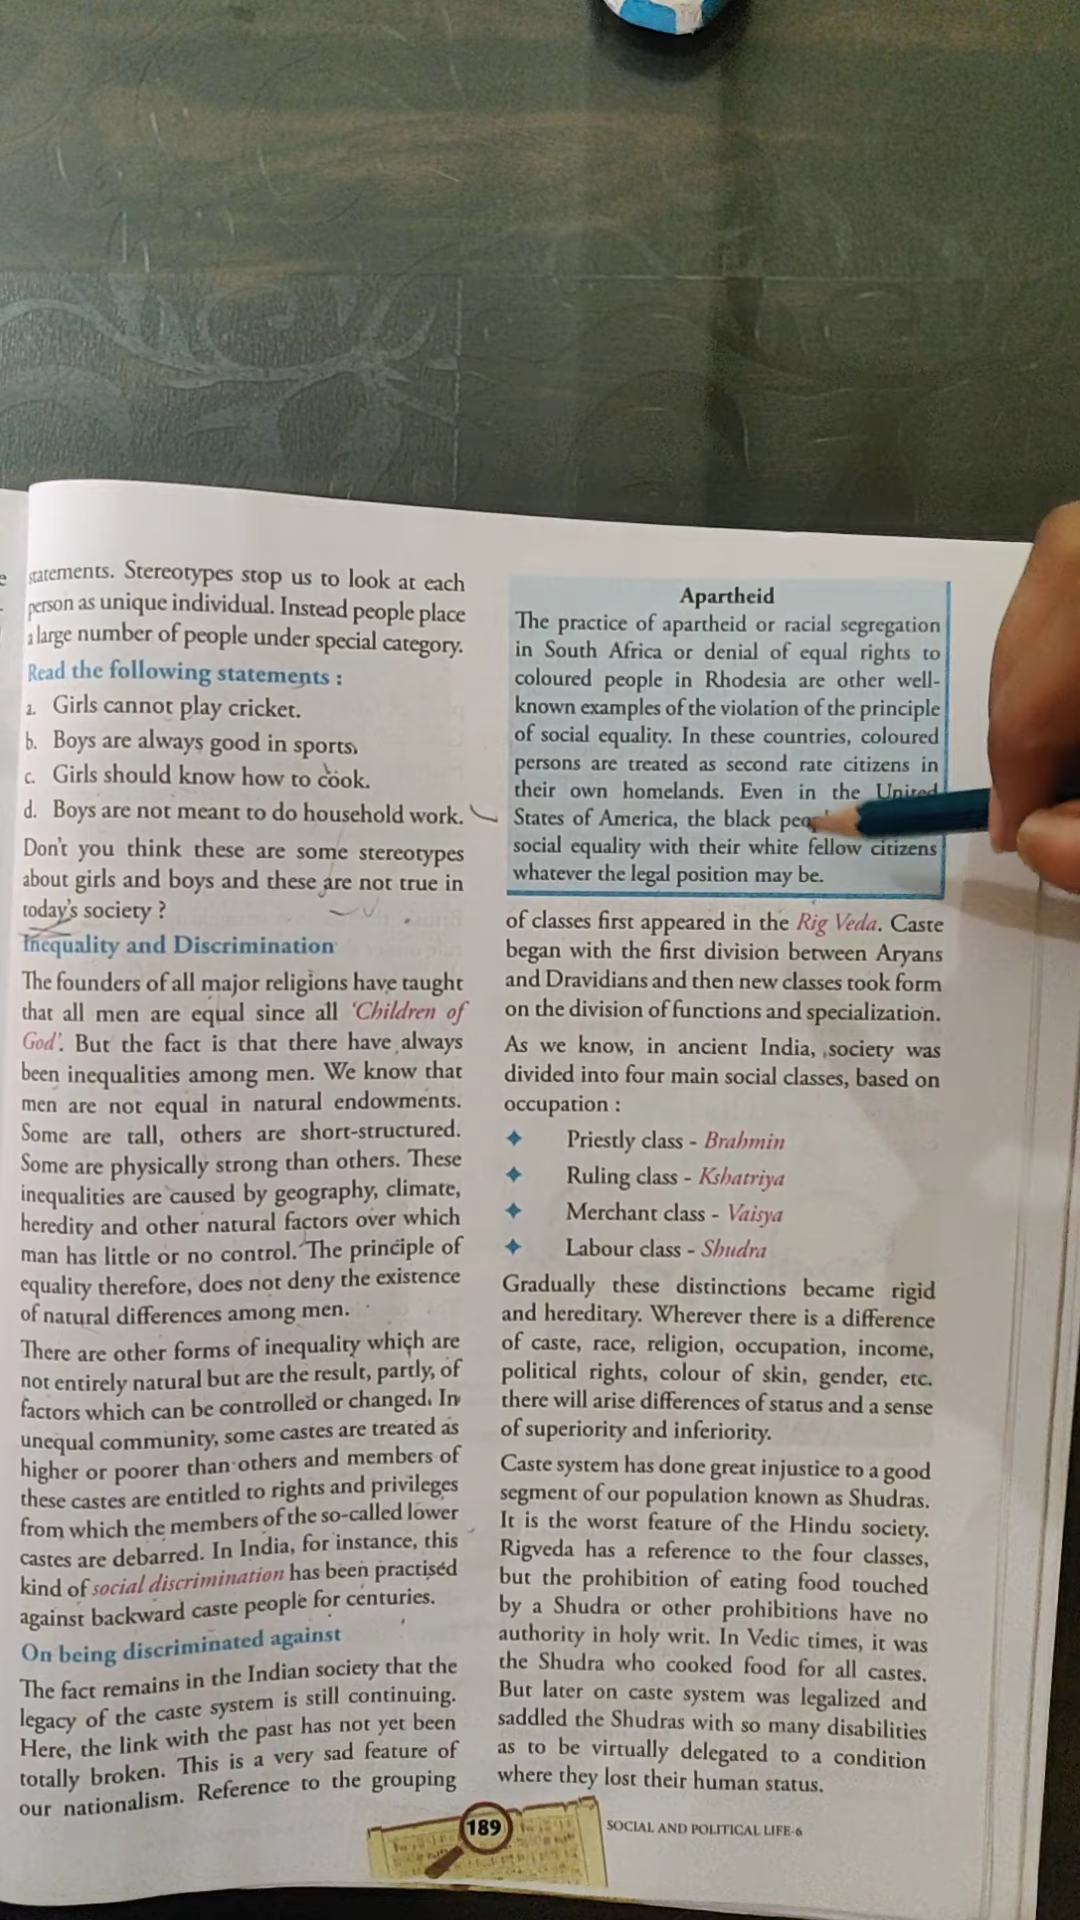 statements. Stereotypes stop us to look at each
person as unique individual. Instead people place
a large number of people under special category.
Read the following statements :
a. Girls cannot play cricket.
b. Boys are always good in sports.
c. Girls should know how to cook.
d. Boys are not meant to do household work.
Don't you think these are some stereotypes
about girls and boys and these are not true in
today's society ?
Inequality and Discrimination
The founders of all major religions have taught
that all men are equal since all 'Children of
God'. But the fact is that there have always
been inequalities among men. We know that
men are not equal in natural endowments.
Some are tall, others are short-structured.
Some are physically strong than others. These
inequalities are caused by geography, climate,
heredity and other natural factors over which
man has little or no control. The principle of
equality therefore, does not deny the existence
of natural differences among men.
There are other forms of inequality which are
not entirely natural but are the result, partly, of
factors which can be controlled or changed. In
unequal community, some castes are treated as
higher or poorer than others and members of
these castes are entitled to rights and privileges
from which the members of the so-called lower
castes are debarred. In India, for instance, this
kind of social discrimination has been practised
against backward caste people for centuries.
On being discriminated against
The fact remains in the Indian society that the
legacy of the caste system is still continuing.
Here, the link with the past has not yet been
totally broken. This is a very sad feature of
our nationalism. Reference to the grouping
Apartheid
The practice of apartheid or racial segregation
in South Africa or denial of equal rights to
coloured people in Rhodesia are other well-
known examples of the violation of the principle
of social equality. In these countries, coloured
persons are treated as second rate citizens in
their own homelands. Even in the United
States of America, the black
social equality with their white fellow citizens
whatever the legal position may be.
of classes first appeared in the Rig Veda. Caste
began with the first division between Aryans
and Dravidians and then new classes took form
on the division of functions and specialization.
As we know, in ancient India, society was
divided into four main social classes, based on
occupation :
✦ Priestly class - Brahmin
✦ Ruling class - Kshatriya
✦ Merchant class - Vaisya
✦ Labour class - Shudra
Gradually these distinctions became rigid
and hereditary. Wherever there is a difference
of caste, race, religion, occupation, income,
political rights, colour of skin, gender, etc.
there will arise differences of status and a sense
of superiority and inferiority.
Caste system has done great injustice to a good
segment of our population known as Shudras.
It is the worst feature of the Hindu society.
Rigveda has a reference to the four classes,
but the prohibition of eating food touched
by a Shudra or other prohibitions have no
authority in holy writ. In Vedic times, it was
the Shudra who cooked food for all castes.
But later on caste system was legalized and
saddled the Shudras with so many disabilities
as to be virtually delegated to a condition
where they lost their human status.
189
SOCIAL AND POLITICAL LIFE-6